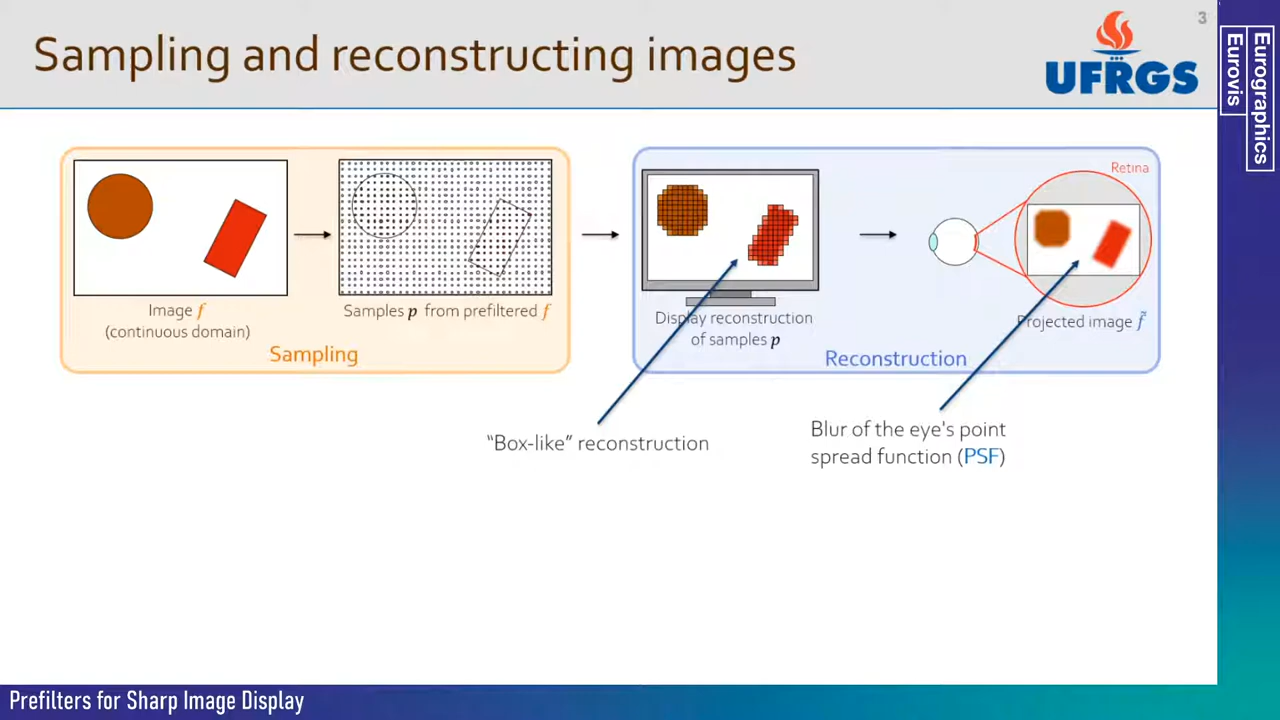 3
Sampling and reconstructing images
UFRGS
Eurographics
Eurovis
Retina
Image f
(continuous domain)
Samples p from prefiltered f
Sampling
Display reconstruction
of samples p
Projected image f̃
Reconstruction
“Box-like” reconstruction
Blur of the eye's point
spread function (PSF)
Prefilters for Sharp Image Display